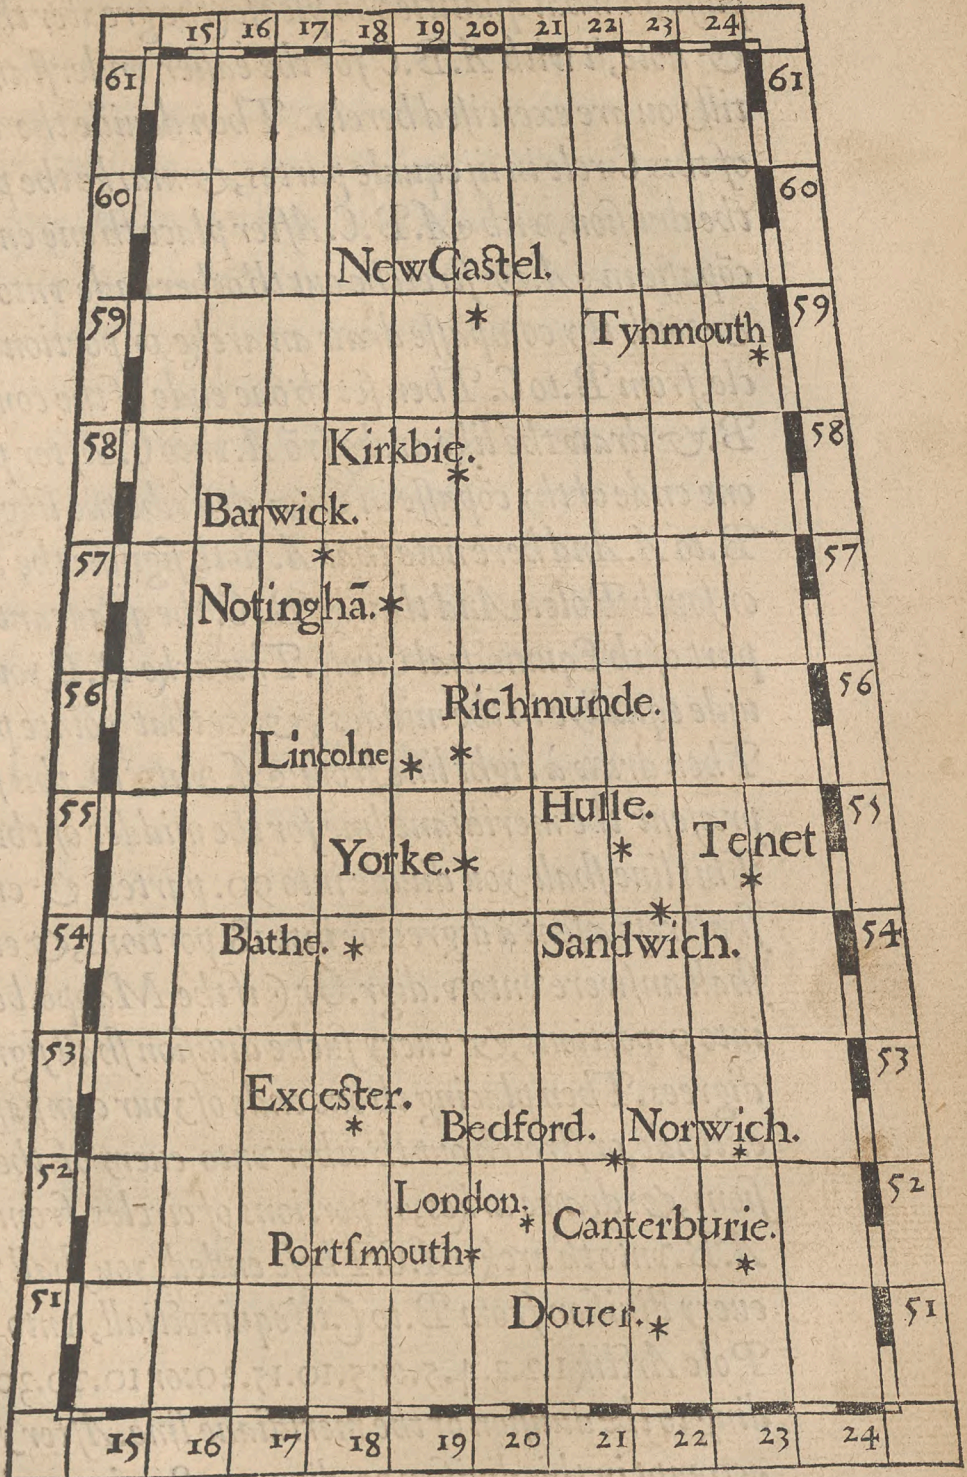 15 16 17 18 19 20 21 22 23 24
61 61
60 60
NewCastel.
59 Tynmouth 59
58 Kirkbie. 58
Barwick.
57 57
Notinghã.
56 Richmunde. 56
Lincolne
55 Hulle. 55
Yorke. Tenet
54 Bathe. Sandwich. 54
53 53
Excester.
Bedford. Norwich.
52 London. 52
Canterburie.
Portſmouth
51 Douer. 51
15 16 17 18 19 20 21 22 23 24